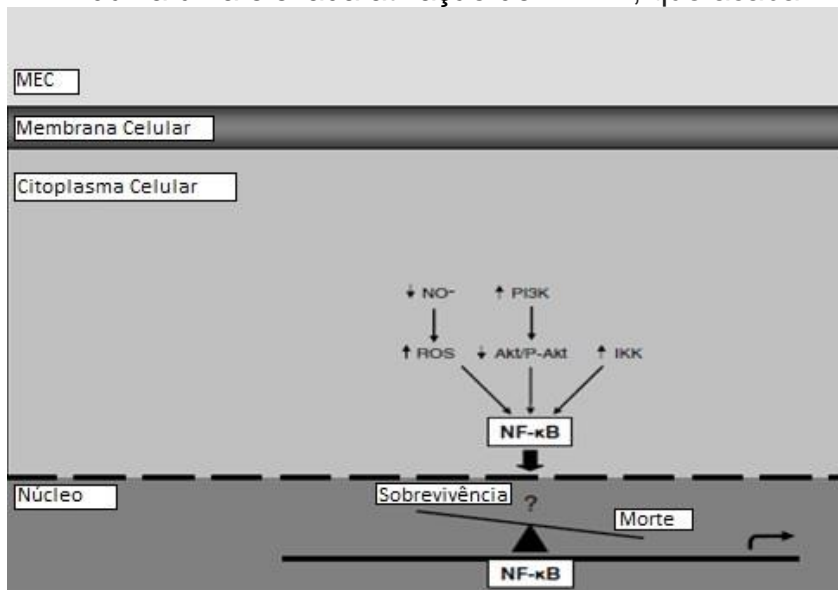 MEC
Membrana Celular
Citoplasma Celular
↓ NO- ↑ PI3K
↑ ROS ↓ Akt/P-Akt ↑ IKK
NF-κB
Núcleo
Sobrevivência
?
Morte
NF-κB